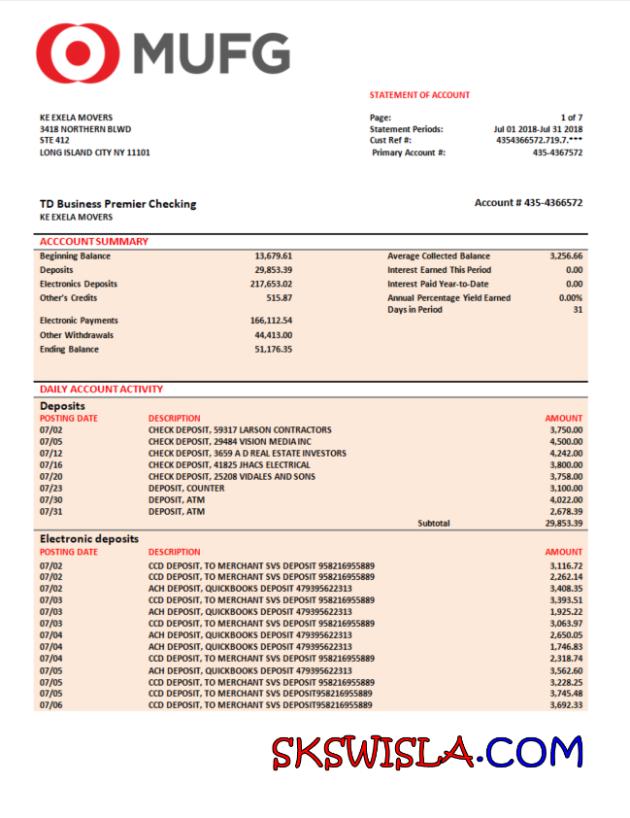 MUFG
STATEMENT OF ACCOUNT
KE EXELA MOVERS
3418 NORTHERN BLWD
STE 412
LONG ISLAND CITY NY 11101
Page: 1 of 7
Statement Periods: Jul 01 2018-Jul 31 2018
Cust Ref #: 4354366572.719.7.***
Primary Account #: 435-4367572
TD Business Premier Checking Account # 435-4366572
KE EXELA MOVERS
ACCCOUNT SUMMARY
Beginning Balance 13,679.61 Average Collected Balance 3,256.66
Deposits 29,853.39 Interest Earned This Period 0.00
Electronics Deposits 217,653.02 Interest Paid Year-to-Date 0.00
Other's Credits 515.87 Annual Percentage Yield Earned 0.00%
Days in Period 31
Electronic Payments 166,112.54
Other Withdrawals 44,413.00
Ending Balance 51,176.35
DAILY ACCOUNT ACTIVITY
Deposits
POSTING DATE DESCRIPTION AMOUNT
07/02 CHECK DEPOSIT, 59317 LARSON CONTRACTORS 3,750.00
07/05 CHECK DEPOSIT, 29484 VISION MEDIA INC 4,500.00
07/12 CHECK DEPOSIT, 3659 A D REAL ESTATE INVESTORS 4,242.00
07/16 CHECK DEPOSIT, 41825 JHACS ELECTRICAL 3,800.00
07/20 CHECK DEPOSIT, 25208 VIDALES AND SONS 3,758.00
07/23 DEPOSIT, COUNTER 3,100.00
07/30 DEPOSIT, ATM 4,022.00
07/31 DEPOSIT, ATM 2,678.39
Subtotal 29,853.39
Electronic deposits
POSTING DATE DESCRIPTION AMOUNT
07/02 CCD DEPOSIT, TO MERCHANT SVS DEPOSIT 958216955889 3,116.72
07/02 CCD DEPOSIT, TO MERCHANT SVS DEPOSIT 958216955889 2,262.14
07/02 ACH DEPOSIT, QUICKBOOKS DEPOSIT 479395622313 3,408.35
07/03 CCD DEPOSIT, TO MERCHANT SVS DEPOSIT 958216955889 3,393.51
07/03 ACH DEPOSIT, QUICKBOOKS DEPOSIT 479395622313 1,925.22
07/03 CCD DEPOSIT, TO MERCHANT SVS DEPOSIT 958216955889 3,063.97
07/04 ACH DEPOSIT, QUICKBOOKS DEPOSIT 479395622313 2,650.05
07/04 ACH DEPOSIT, QUICKBOOKS DEPOSIT 479395622313 1,746.83
07/04 CCD DEPOSIT, TO MERCHANT SVS DEPOSIT 958216955889 2,318.74
07/05 ACH DEPOSIT, QUICKBOOKS DEPOSIT 479395622313 3,562.60
07/05 CCD DEPOSIT, TO MERCHANT SVS DEPOSIT 958216955889 3,228.25
07/05 CCD DEPOSIT, TO MERCHANT SVS DEPOSIT958216955889 3,745.48
07/06 CCD DEPOSIT, TO MERCHANT SVS DEPOSIT958216955889 3,692.33
SKSWISLA.COM